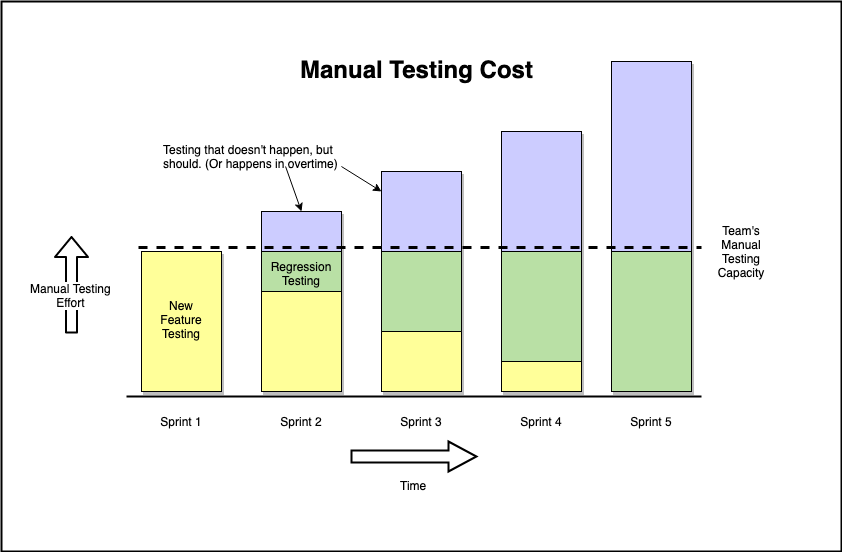 Manual Testing Cost
Testing that doesn't happen, but
should. (Or happens in overtime)
Team's
Manual
Testing
Capacity
Manual Testing
Effort
New
Feature
Testing
Regression
Testing
Sprint 1
Sprint 2
Sprint 3
Sprint 4
Sprint 5
Time